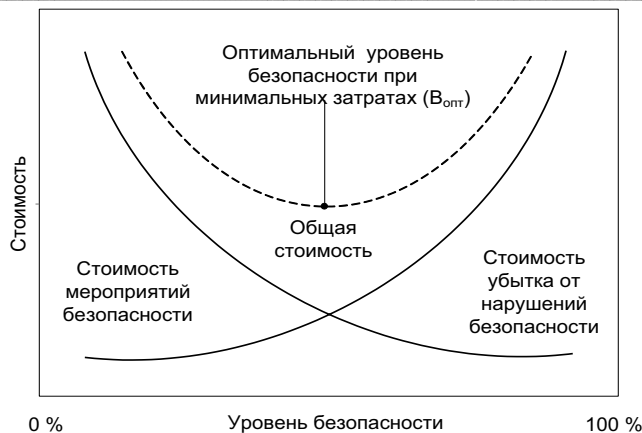 Оптимальный уровень
безопасности при
минимальных затратах (Вопт)
Стоимость
Общая
стоимость
Стоимость
мероприятий
безопасности
Стоимость
убытка от
нарушений
безопасности
0 %
Уровень безопасности
100 %